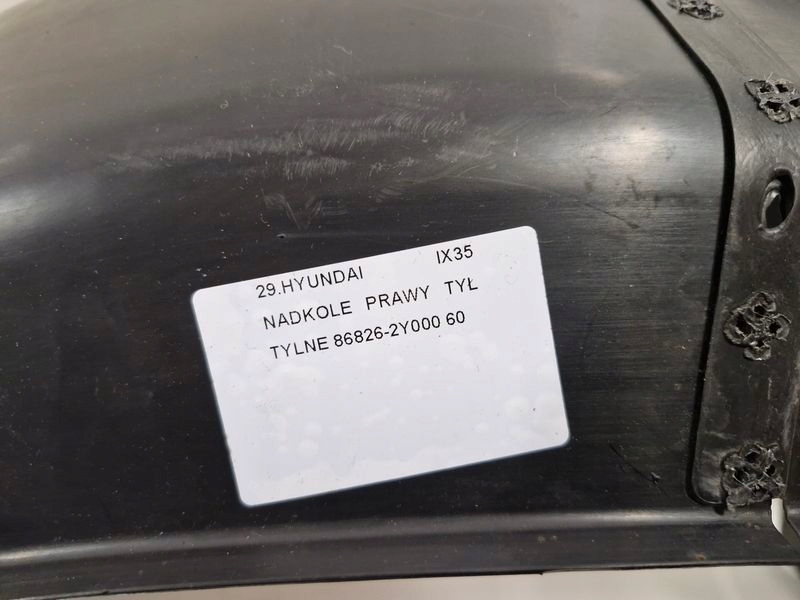 29.HYUNDAI IX35
NADKOLE PRAWY TYŁ
TYLNE 86826-2Y000 60